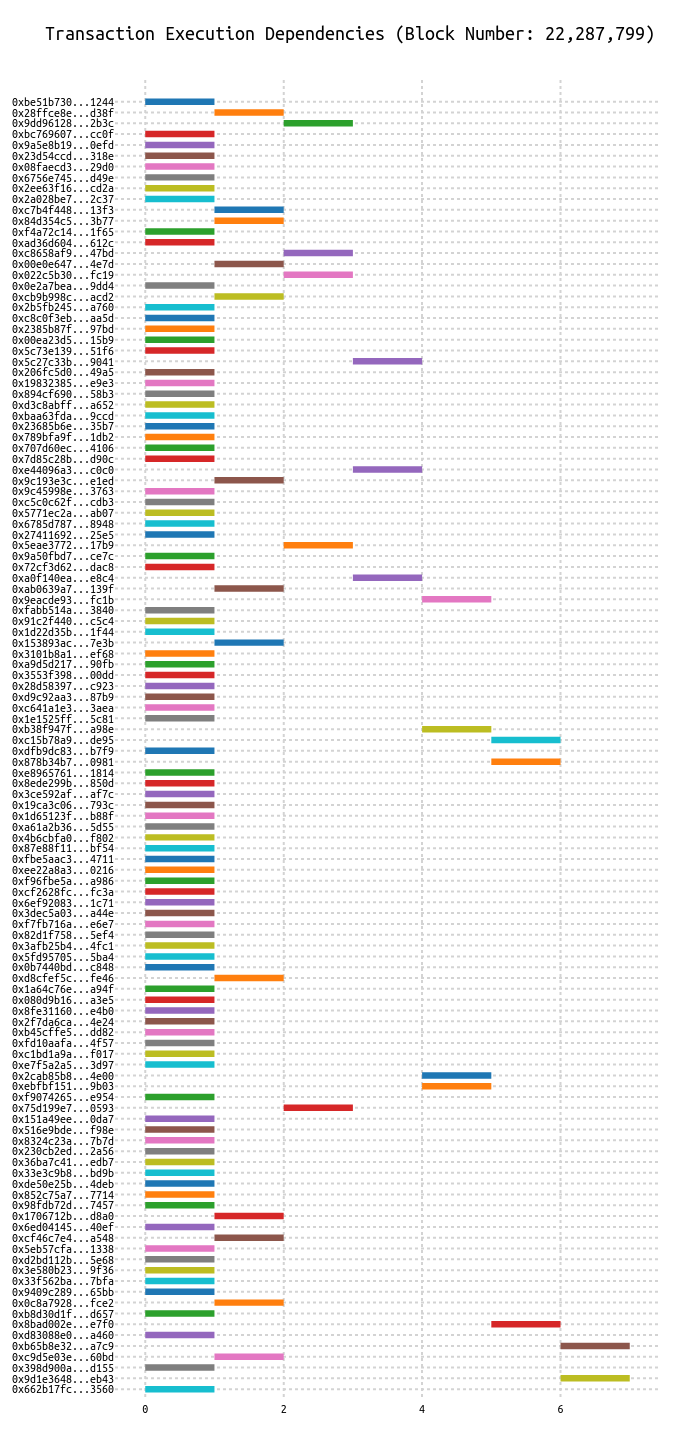 Transaction Execution Dependencies (Block Number: 22,287,799)
0xbe51b730...1244
0x28ffce8e...d38f
0x9dd96128...2b3c
0xbc769607...cc0f
0x9a5e8b19...0efd
0x23d54ccd...318e
0x08faecd3...29d0
0x6756e745...d49e
0x2ee63f16...cd2a
0x2a028be7...2c37
0xc7b4f448...13f3
0x84d354c5...3b77
0xf4a72c14...1f65
0xad36d604...612c
0xc8658af9...47bd
0x00e0e647...4e7d
0x022c5b30...fc19
0x0e2a7bea...9dd4
0xcb9b998c...acd2
0x2b5fb245...a760
0xc8c0f3eb...aa5d
0x2385b87f...97bd
0x00ea23d5...15b9
0x5c73e139...51f6
0x5c27c33b...9041
0x206fc5d0...49a5
0x19832385...e9e3
0x894cf690...58b3
0xd3c8abff...a652
0xbaa63fda...9ccd
0x23685b6e...35b7
0x789bfa9f...1db2
0x707d60ec...4106
0x7d85c28b...d90c
0xe44096a3...c0c0
0x9c193e3c...e1ed
0x9c45998e...3763
0xc5c0c62f...cdb3
0x5771ec2a...ab07
0x6785d787...8948
0x27411692...25e5
0x5eae3772...17b9
0x9a50fbd7...ce7c
0x72cf3d62...dac8
0xa0f140ea...e8c4
0xab0639a7...139f
0x9eacde93...fc1b
0xfabb514a...3840
0x91c2f440...c5c4
0x1d22d35b...1f44
0x153893ac...7e3b
0x3101b8a1...ef68
0xa9d5d217...90fb
0x3553f398...00dd
0x28d58397...c923
0xd9c92aa3...87b9
0xc641a1e3...3aea
0x1e1525ff...5c81
0xb38f947f...a98e
0xc15b78a9...de95
0xdfb9dc83...b7f9
0x878b34b7...0981
0xe8965761...1814
0x8ede299b...850d
0x3ce592af...af7c
0x19ca3c06...793c
0x1d65123f...b88f
0xa61a2b36...5d55
0x4b6cbfa0...f802
0x87e88f11...bf54
0xfbe5aac3...4711
0xee22a8a3...0216
0xf96fbe5a...a986
0xcf2628fc...fc3a
0x6ef92083...1c71
0x3dec5a03...a44e
0xf7fb716a...e6e7
0x82d1f758...5ef4
0x3afb25b4...4fc1
0x5fd95705...5ba4
0x0b7440bd...c848
0xd8cfef5c...fe46
0x1a64c76e...a94f
0x080d9b16...a3e5
0x8fe31160...e4b0
0x2f7da6ca...4e24
0xb45cffe5...dd82
0xfd10aafa...4f57
0xc1bd1a9a...f017
0xe7f5a2a5...3d97
0x2cab85b8...4e00
0xebfbf151...9b03
0xf9074265...e954
0x75d199e7...0593
0x151a49ee...0da7
0x516e9bde...f98e
0x8324c23a...7b7d
0x230cb2ed...2a56
0x36ba7c41...edb7
0x33e3c9b8...bd9b
0xde50e25b...4deb
0x852c75a7...7714
0x98fdb72d...7457
0x1706712b...d8a0
0x6ed04145...40ef
0xcf46c7e4...a548
0x5eb57cfa...1338
0xd2bd112b...5e68
0x3e580b23...9f36
0x33f562ba...7bfa
0x9409c289...65bb
0x0c8a7928...fce2
0xb8d30d1f...d657
0x8bad002e...e7f0
0xd83088e0...a460
0xb65b8e32...a7c9
0xc9d5e03e...60bd
0x398d900a...d155
0x9d1e3648...eb43
0x662b17fc...3560
0 2 4 6